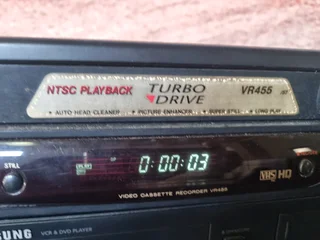 NTSC PLAYBACK TURBO DRIVE VR455
• AUTO HEAD CLEANER • PICTURE ENHANCER • SUPER STILL • LONG PLAY
STILL
SP
0:00:03
VHS HQ
VIDEO CASSETTE RECORDER VR455
SUNG VCR & DVD PLAYER